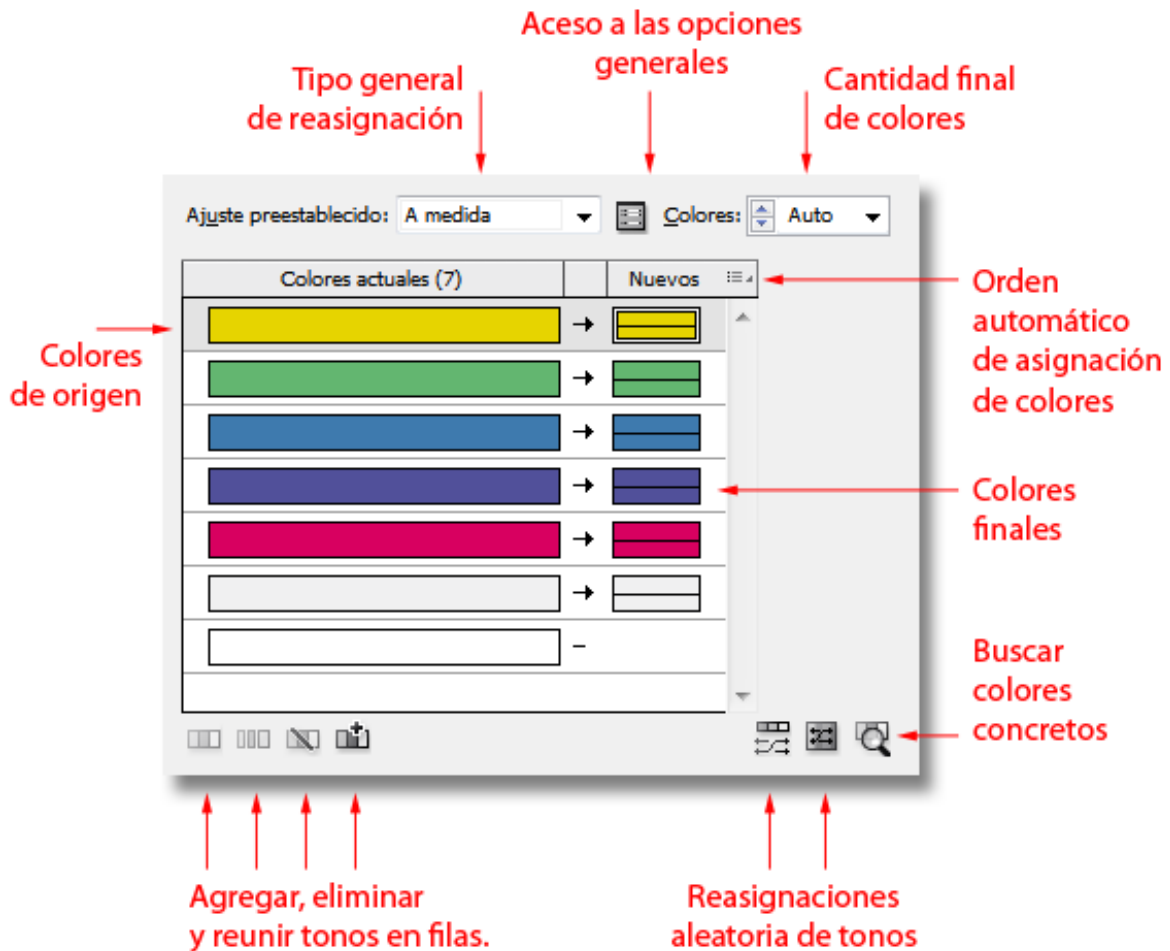 Aceso a las opciones
generales
Tipo general
de reasignación
Cantidad final
de colores
Ajuste preestablecido: A medida Colores: Auto
Colores actuales (7) Nuevos
Orden
automático
de asignación
de colores
Colores
de origen
Colores
finales
Buscar
colores
concretos
Agregar, eliminar
y reunir tonos en filas.
Reasignaciones
aleatoria de tonos